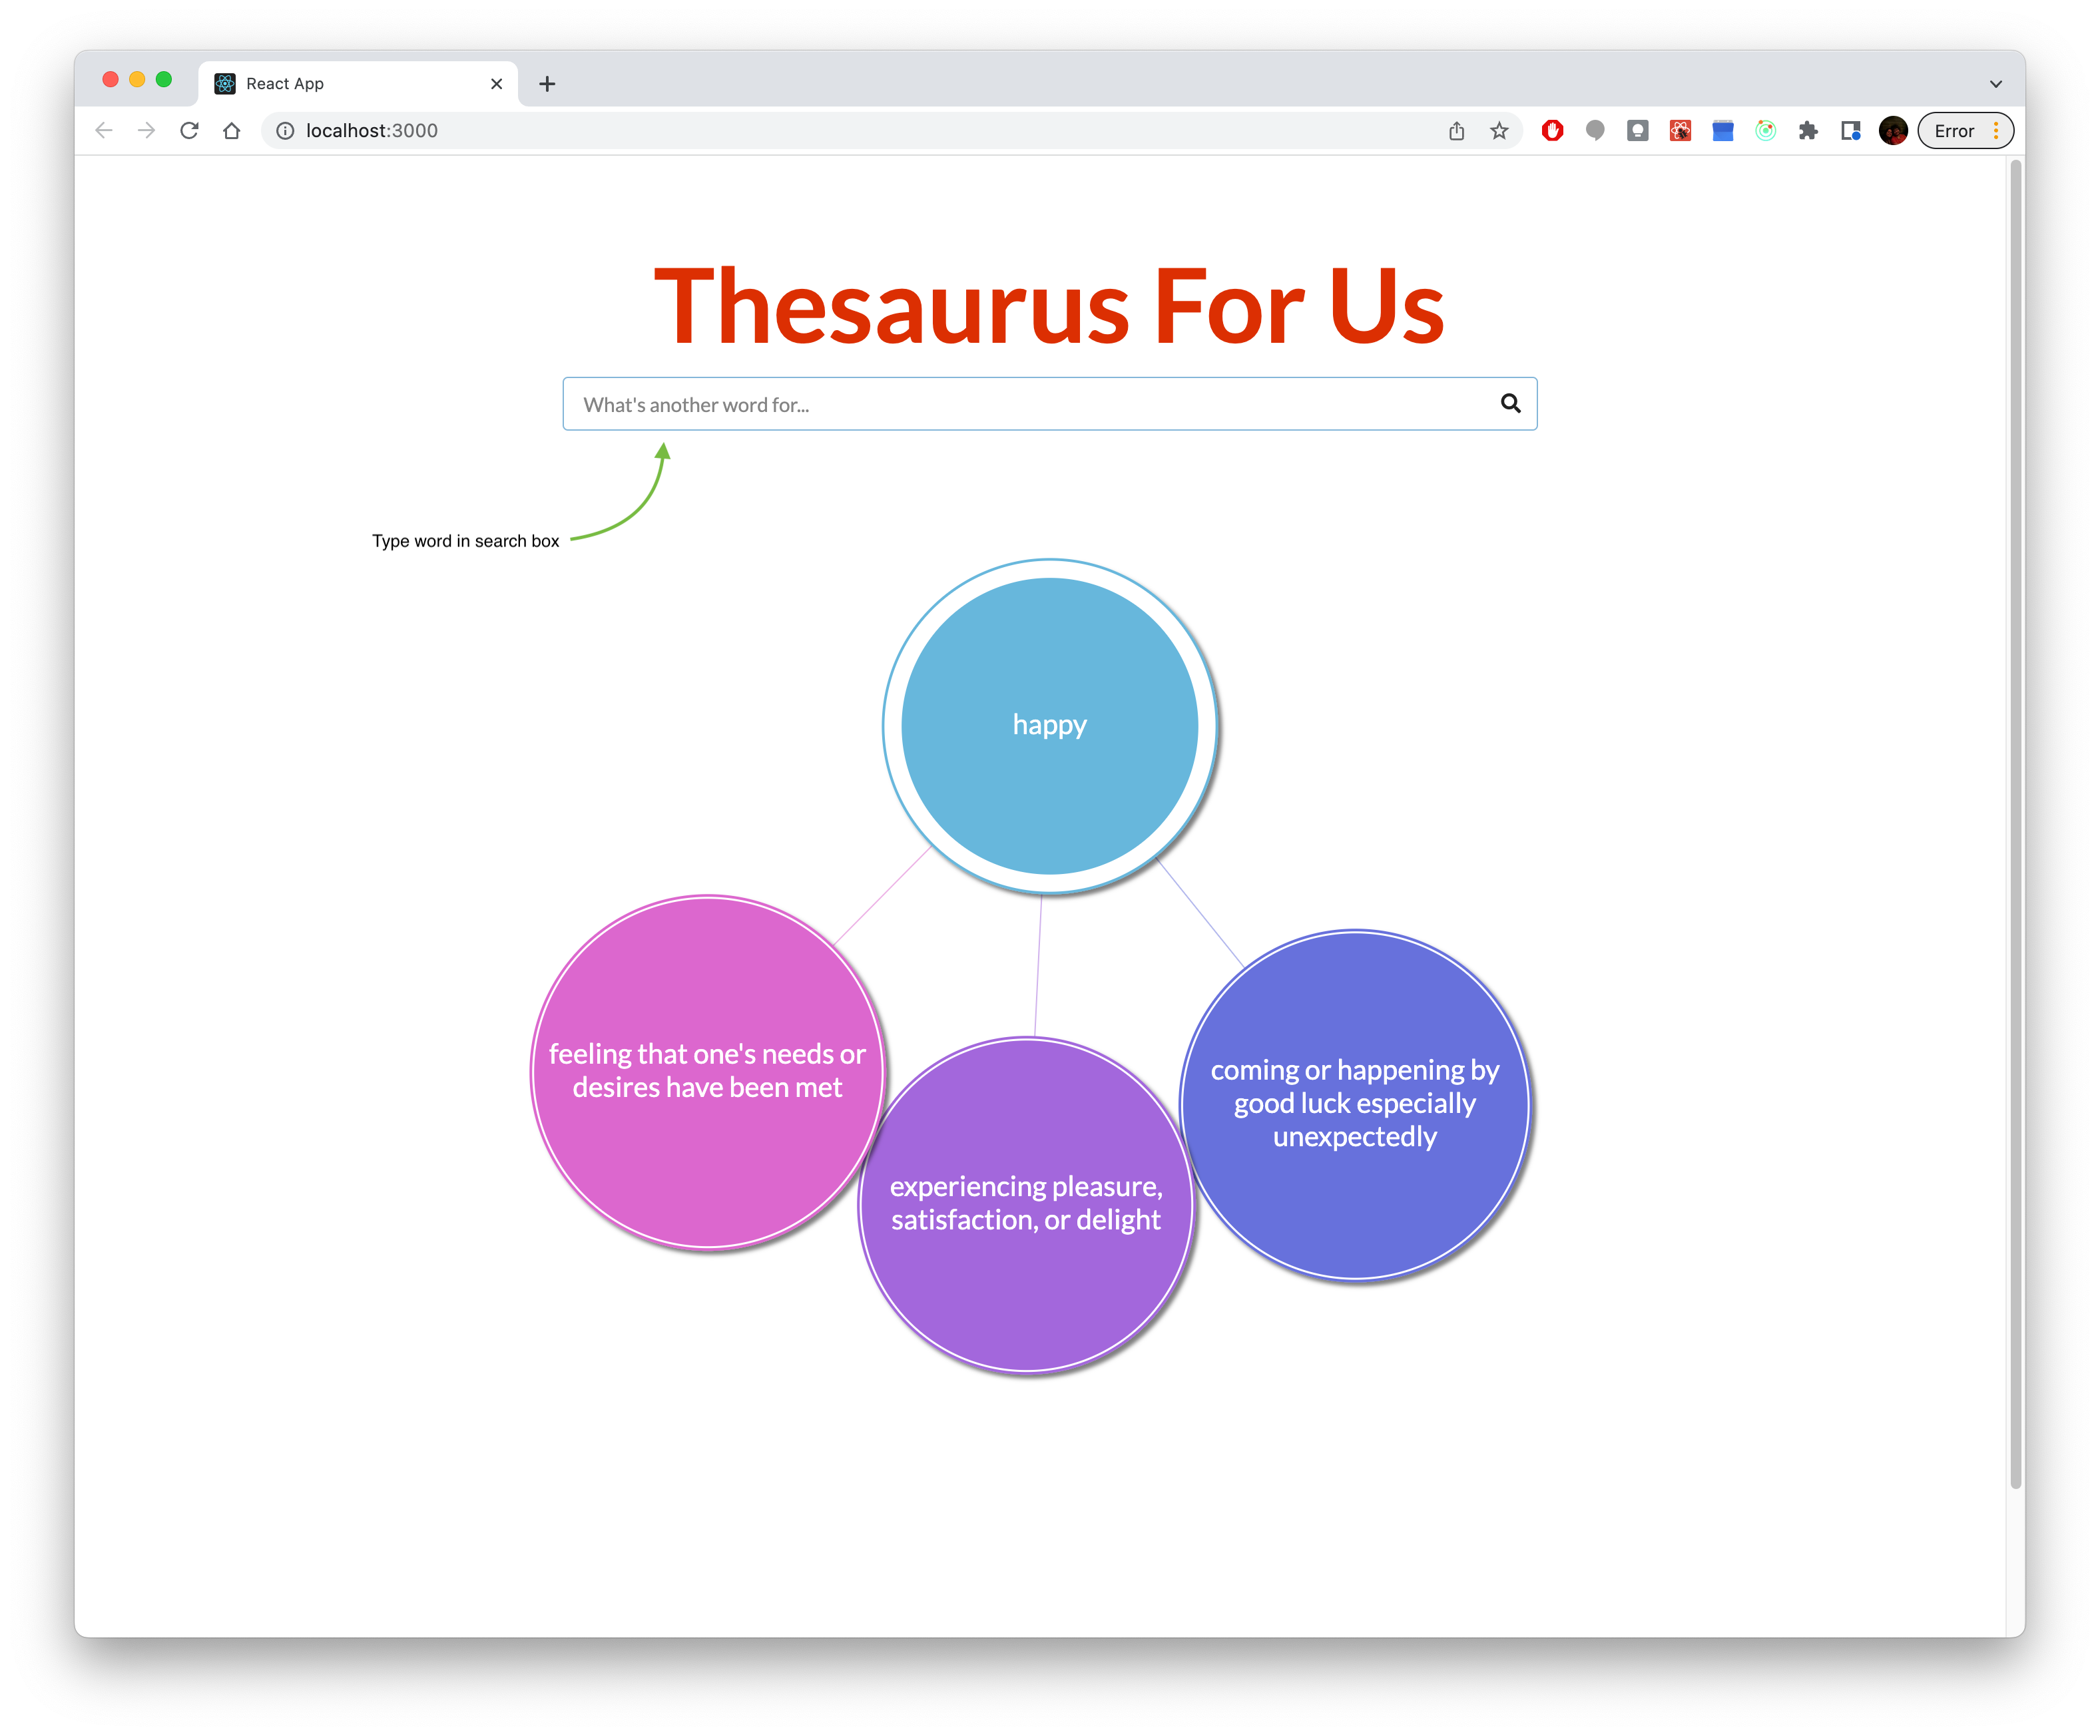 React App
localhost:3000
Error
Thesaurus For Us
What's another word for...
Type word in search box
happy
feeling that one's needs or
desires have been met
experiencing pleasure,
satisfaction, or delight
coming or happening by
good luck especially
unexpectedly